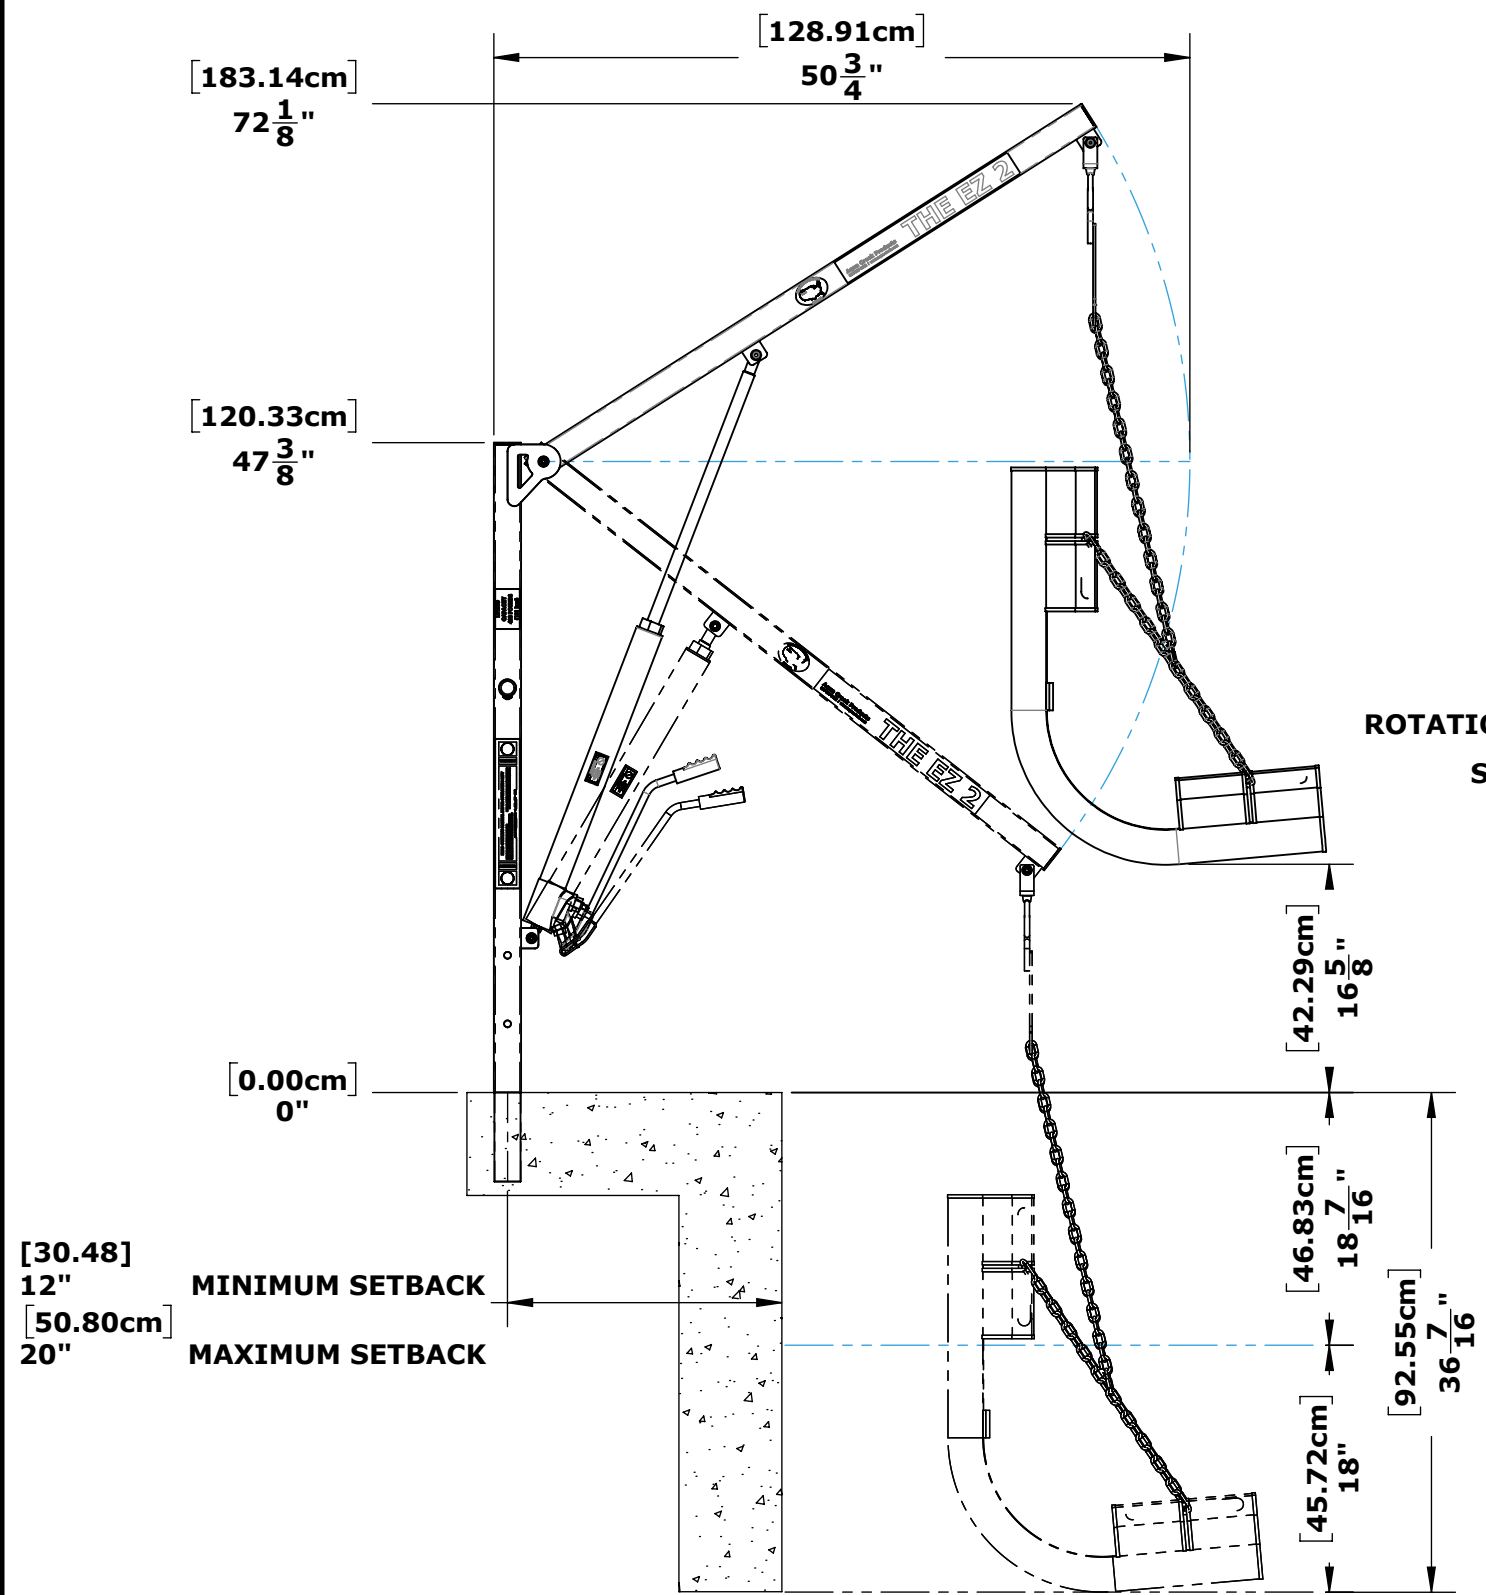 [128.91cm]
50 3/4"
[183.14cm]
72 1/8"
THE EZ 2
[120.33cm]
47 3/8"
THE EZ 2
ROTATIO
S
[42.29cm]
16 5/8"
[0.00cm]
0"
[46.83cm]
18 7/16"
[92.55cm]
36 7/16"
[30.48]
12" MINIMUM SETBACK
[50.80cm]
20" MAXIMUM SETBACK
[45.72cm]
18"